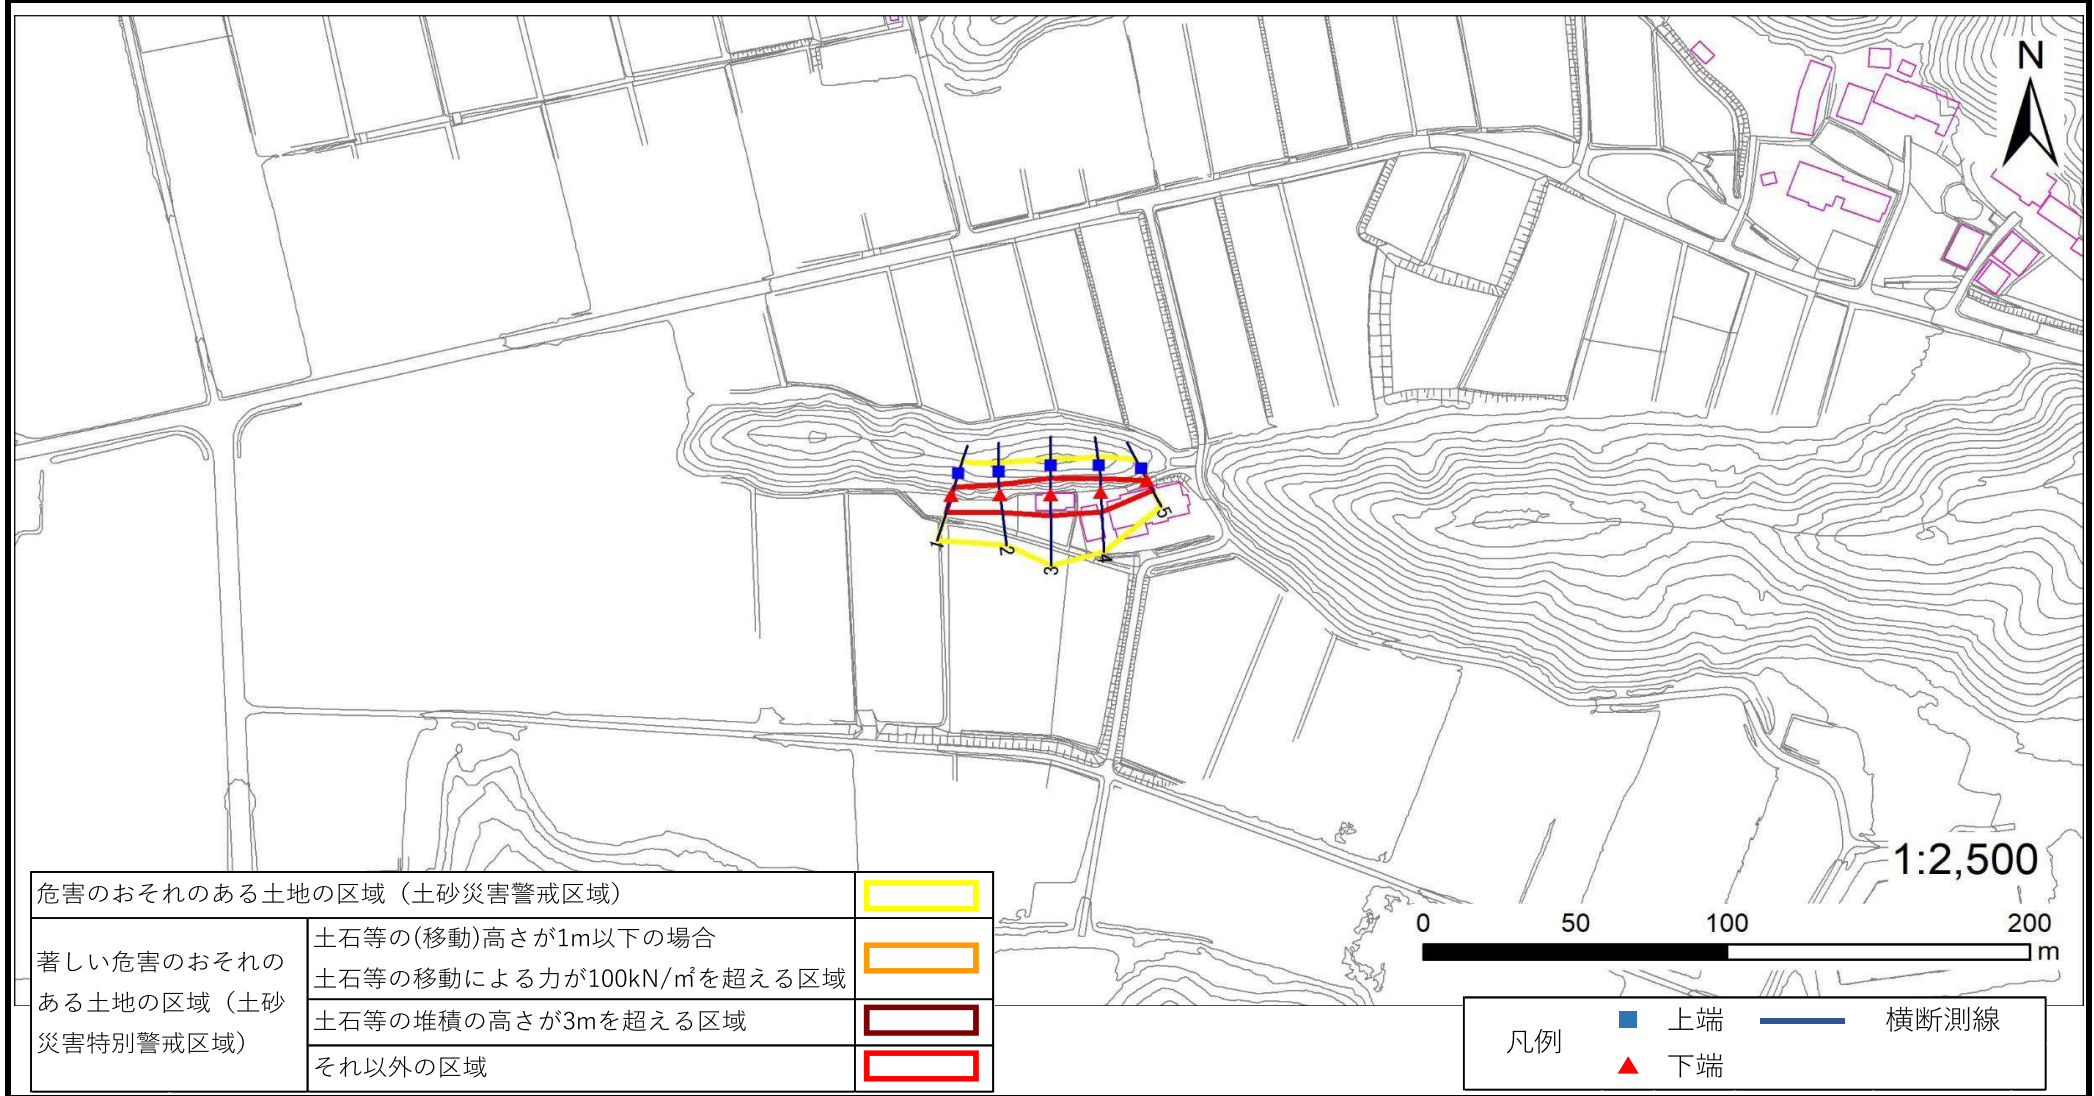 N
1
2
3
4
5
1:2,500
0 50 100 200
m
危害のおそれのある土地の区域（土砂災害警戒区域）
著しい危害のおそれの
ある土地の区域（土砂
災害特別警戒区域）
土石等の(移動)高さが1m以下の場合
土石等の移動による力が100kN/㎡を超える区域
土石等の堆積の高さが3mを超える区域
それ以外の区域
凡例
上端 横断測線
下端